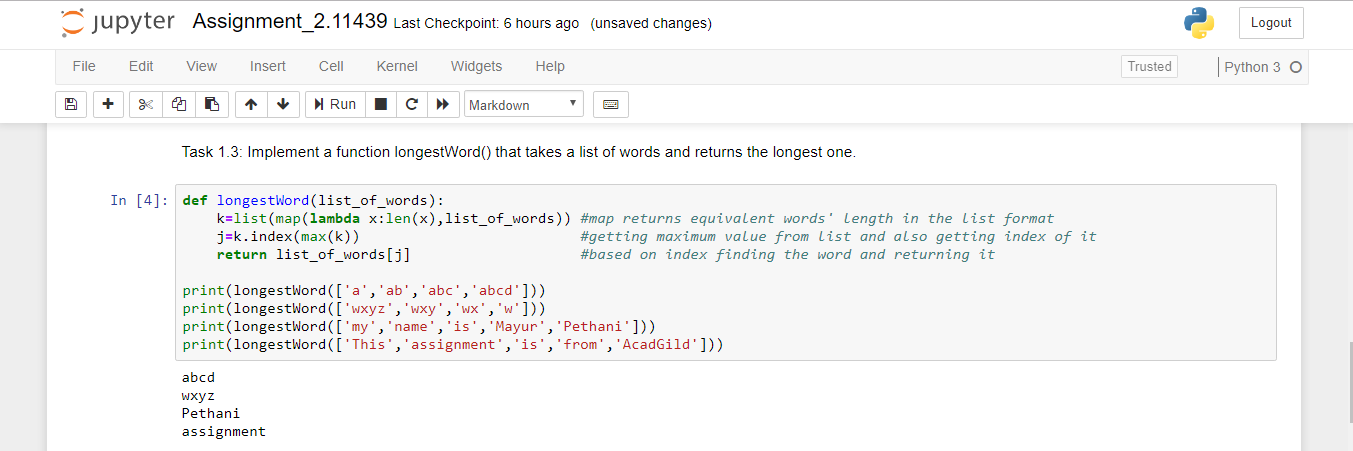 jupyter Assignment_2.11439 Last Checkpoint: 6 hours ago (unsaved changes) Logout
File Edit View Insert Cell Kernel Widgets Help Trusted Python 3
Run Markdown
Task 1.3: Implement a function longestWord() that takes a list of words and returns the longest one.
In [4]: def longestWord(list_of_words):
    k=list(map(lambda x:len(x),list_of_words)) #map returns equivalent words' length in the list format
    j=k.index(max(k))                          #getting maximum value from list and also getting index of it
    return list_of_words[j]                    #based on index finding the word and returning it
print(longestWord(['a','ab','abc','abcd']))
print(longestWord(['wxyz','wxy','wx','w']))
print(longestWord(['my','name','is','Mayur','Pethani']))
print(longestWord(['This','assignment','is','from','AcadGild']))
abcd
wxyz
Pethani
assignment